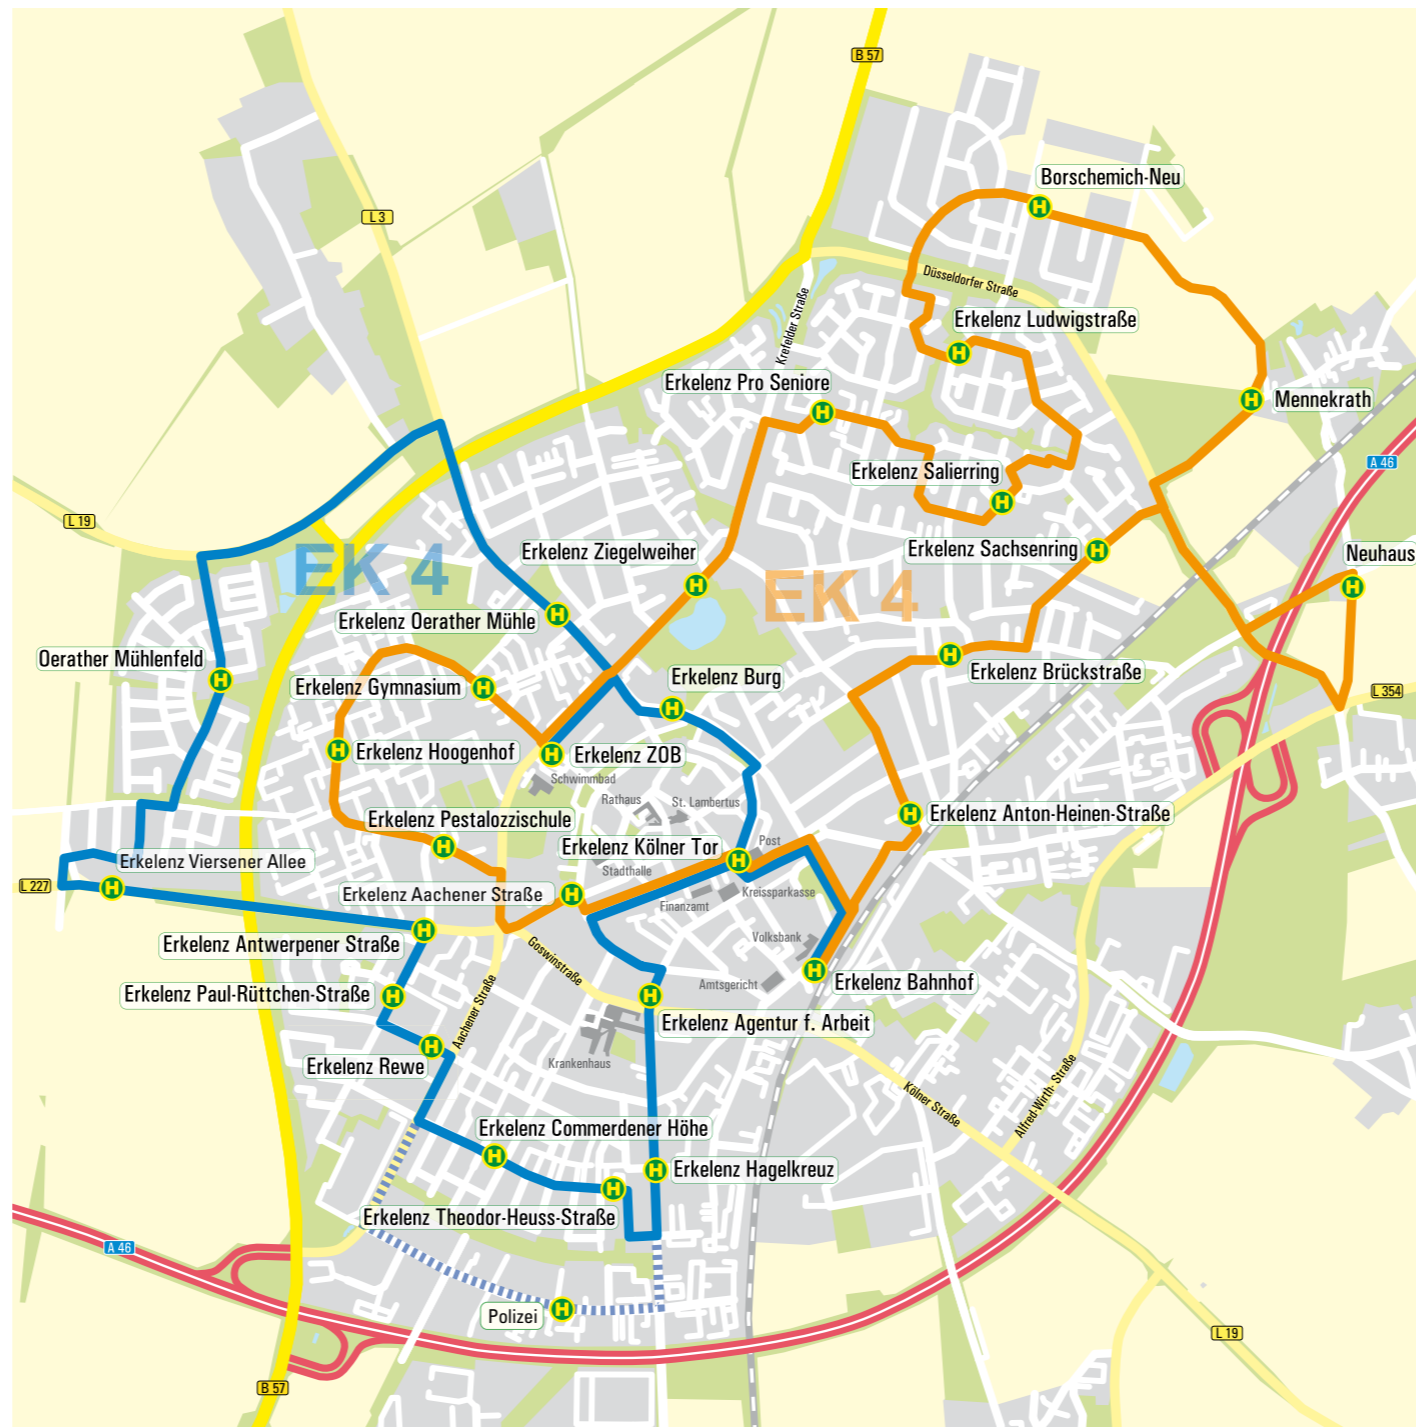 B 57
Borschemich-Neu
L 3
Düsseldorfer Straße
Krefelder Straße
Erkelenz Ludwigstraße
Erkelenz Pro Seniore
Mennekrath
A 46
Erkelenz Salierring
L 19
Erkelenz Ziegelweiher
Erkelenz Sachsenring
Neuhaus
EK 4
EK 4
Erkelenz Oerather Mühle
Oerather Mühlenfeld
Erkelenz Gymnasium
Erkelenz Burg
Erkelenz Brückstraße
L 354
Erkelenz Hoogenhof
Erkelenz ZOB
Schwimmbad
Rathaus
St. Lambertus
Erkelenz Pestalozzischule
Erkelenz Anton-Heinen-Straße
Erkelenz Kölner Tor
Post
Erkelenz Viersener Allee
Stadthalle
L 227
Erkelenz Aachener Straße
Kreissparkasse
Finanzamt
Erkelenz Antwerpener Straße
Goswinstraße
Volksbank
Erkelenz Paul-Rüttchen-Straße
Amtsgericht
Erkelenz Bahnhof
Aachener Straße
Erkelenz Agentur f. Arbeit
Erkelenz Rewe
Krankenhaus
Kölner Straße
Alfred-Wirth- Straße
Erkelenz Commerdener Höhe
Erkelenz Hagelkreuz
Erkelenz Theodor-Heuss-Straße
A 46
Polizei
L 19
B 57